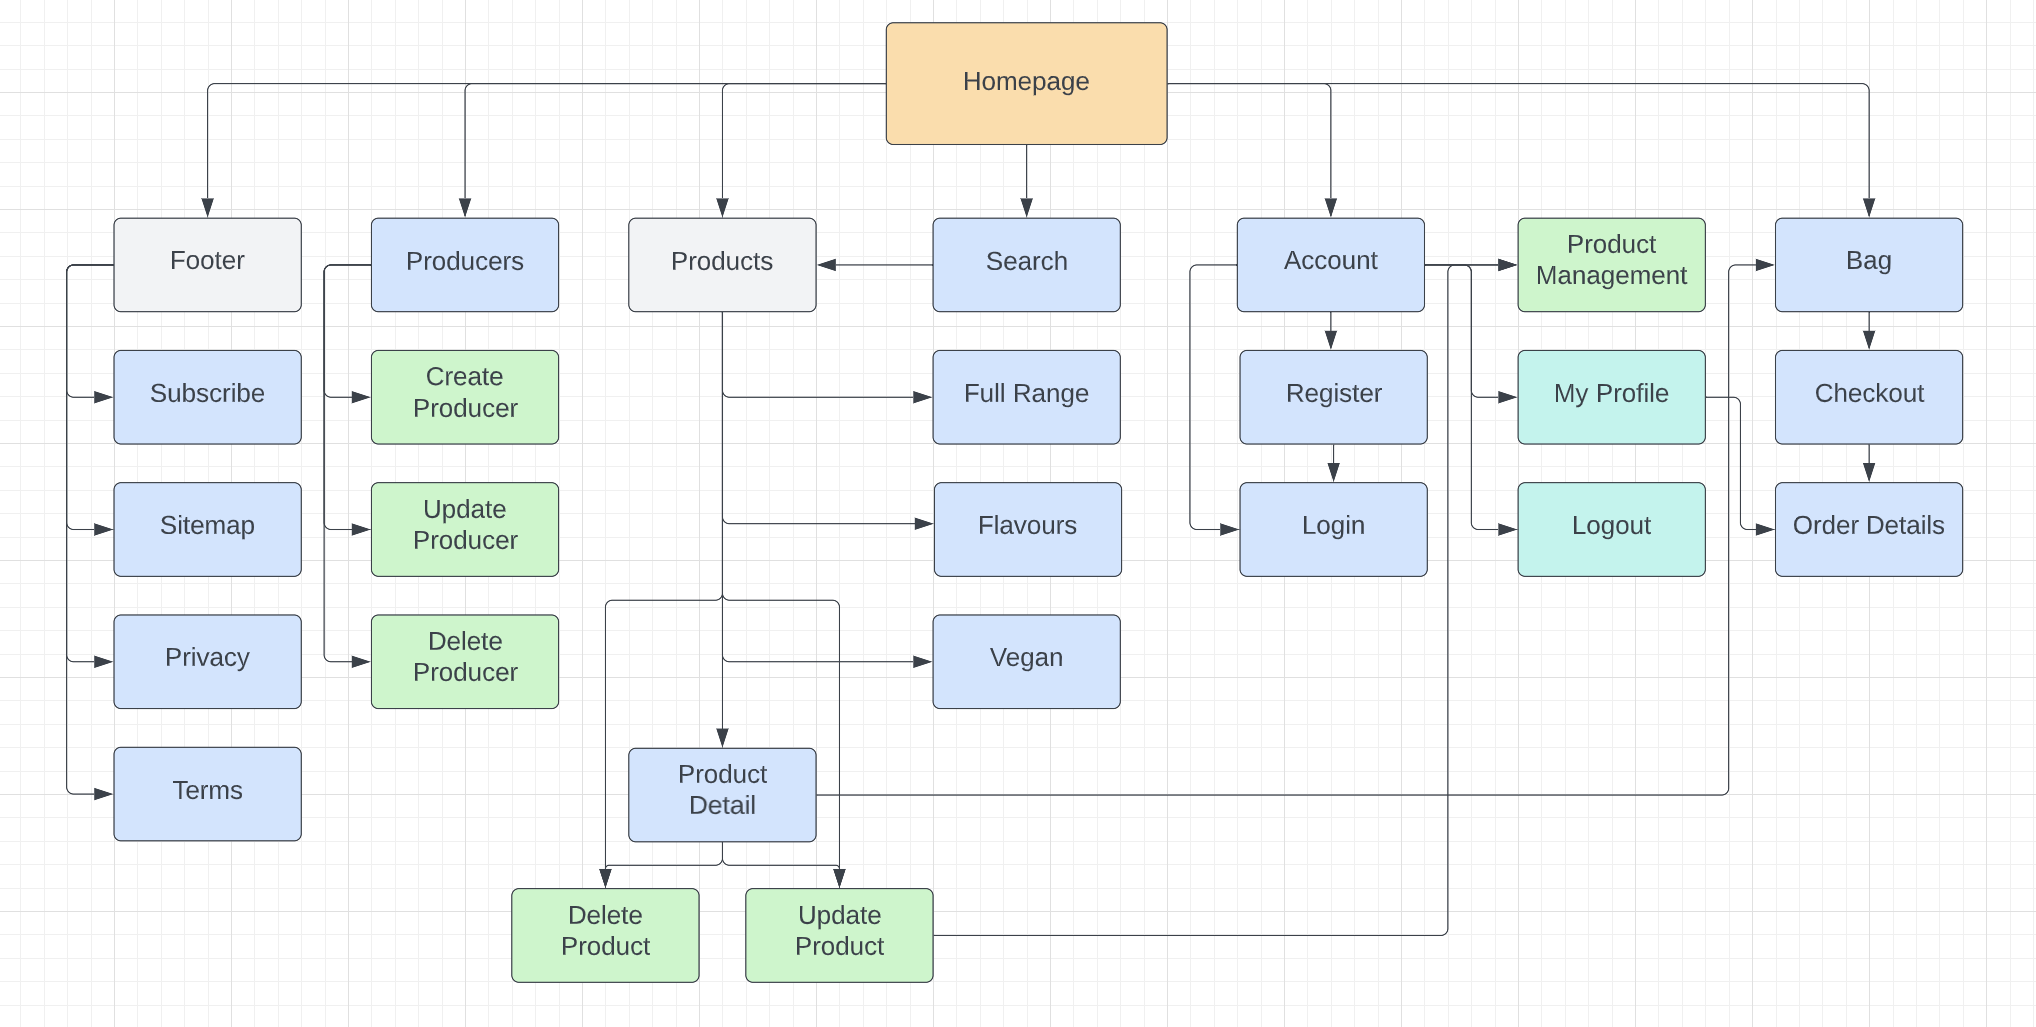 Homepage
Footer
Producers
Products
Search
Account
Product
Management
Bag
Subscribe
Create
Producer
Full Range
Register
My Profile
Checkout
Sitemap
Update
Producer
Flavours
Login
Logout
Order Details
Privacy
Delete
Producer
Vegan
Terms
Product
Detail
Delete
Product
Update
Product